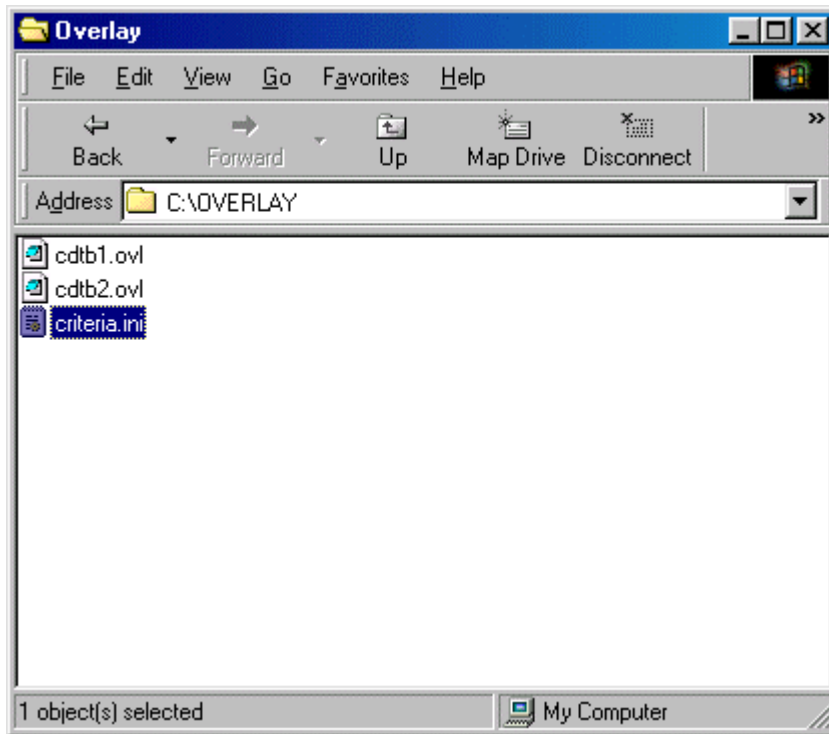 Overlay
File Edit View Go Favorites Help
Back Forward Up Map Drive Disconnect »
Address C:\OVERLAY
cdtb1.ovl
cdtb2.ovl
criteria.ini
1 object(s) selected My Computer